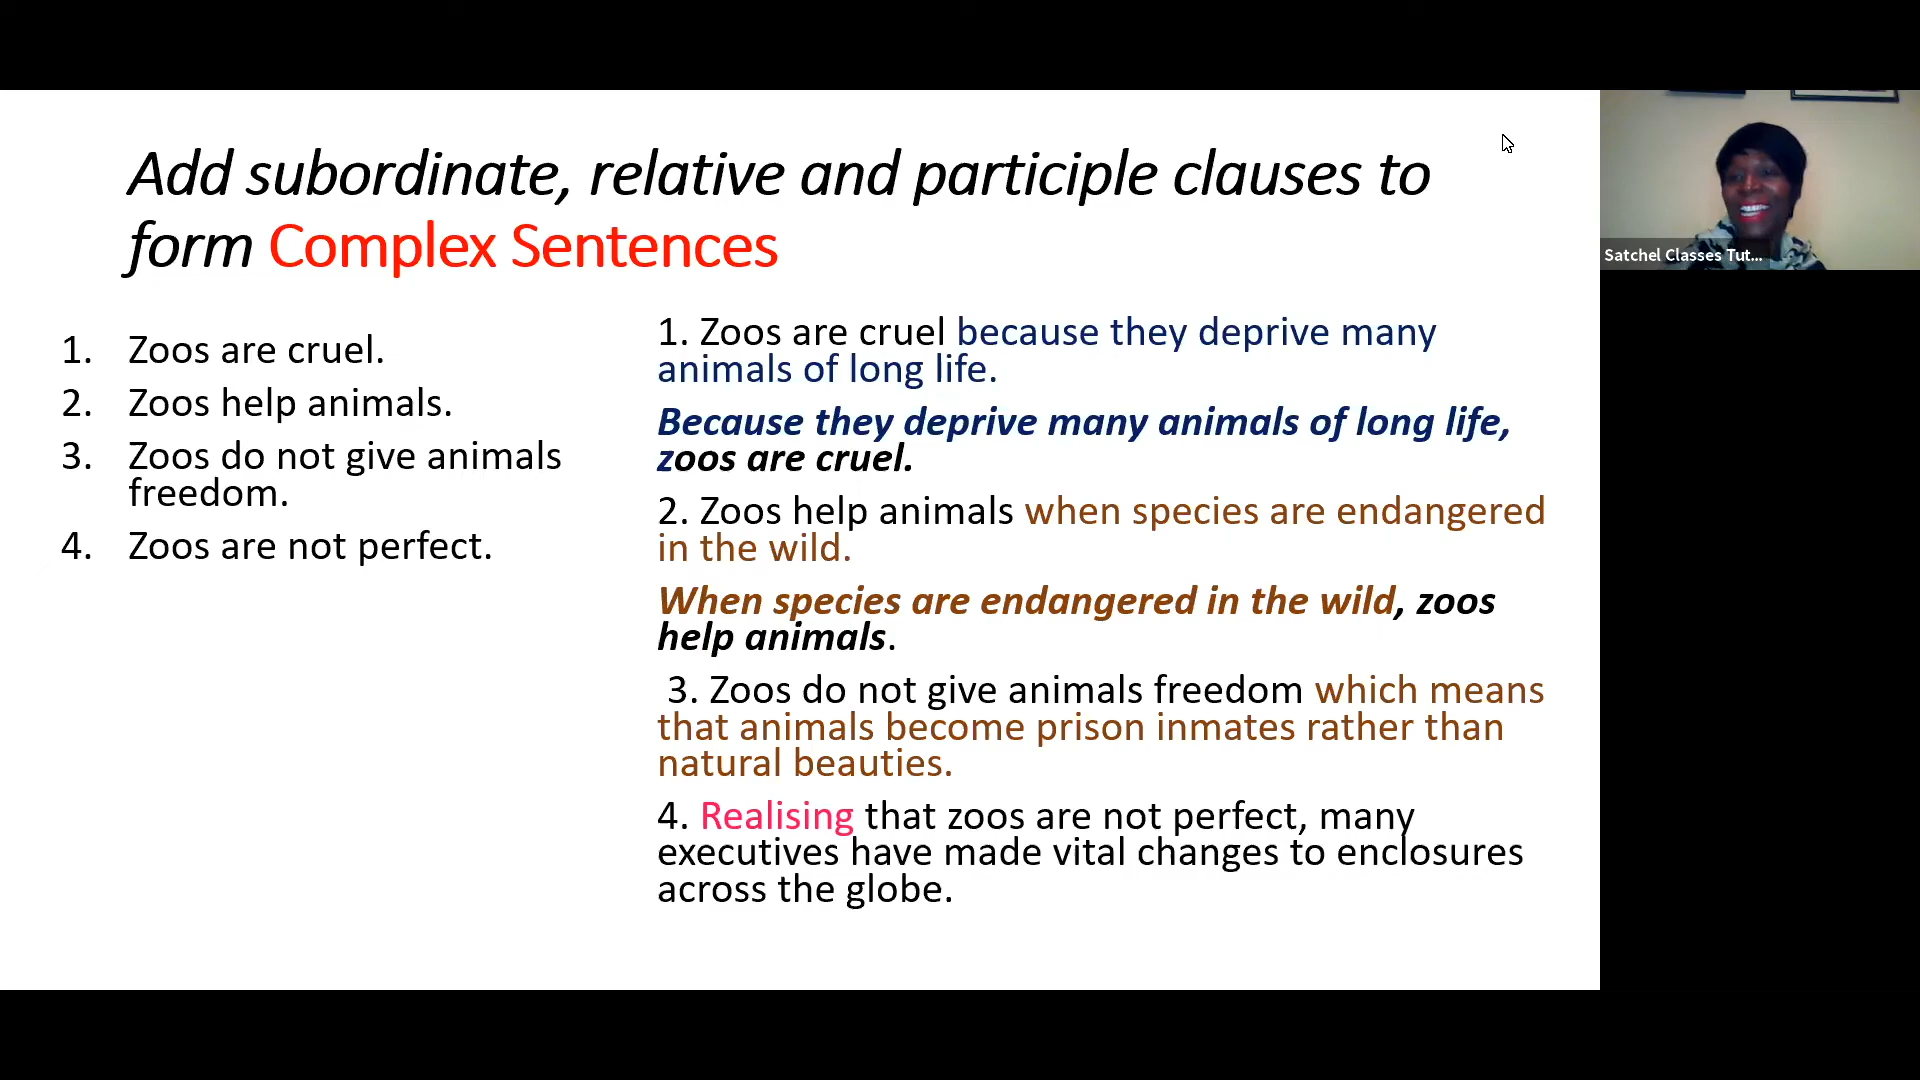 Add subordinate, relative and participle clauses to
form Complex Sentences
1. Zoos are cruel.
2. Zoos help animals.
3. Zoos do not give animals
freedom.
4. Zoos are not perfect.
1. Zoos are cruel because they deprive many
animals of long life.
Because they deprive many animals of long life,
zoos are cruel.
2. Zoos help animals when species are endangered
in the wild.
When species are endangered in the wild, zoos
help animals.
3. Zoos do not give animals freedom which means
that animals become prison inmates rather than
natural beauties.
4. Realising that zoos are not perfect, many
executives have made vital changes to enclosures
across the globe.
Satchel Classes Tut...